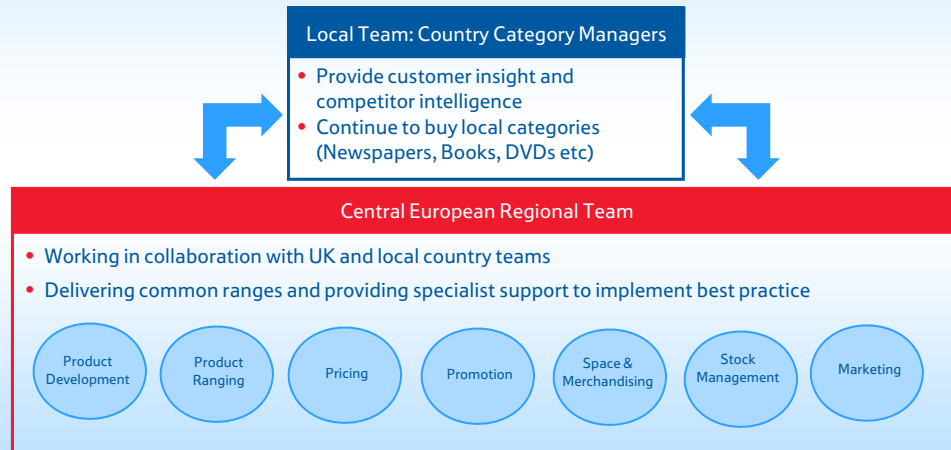 Local Team: Country Category Managers
• Provide customer insight and
competitor intelligence
• Continue to buy local categories
(Newspapers, Books, DVDs etc)
Central European Regional Team
• Working in collaboration with UK and local country teams
• Delivering common ranges and providing specialist support to implement best practice
Product
Development
Product
Ranging
Pricing
Promotion
Space &
Merchandising
Stock
Management
Marketing